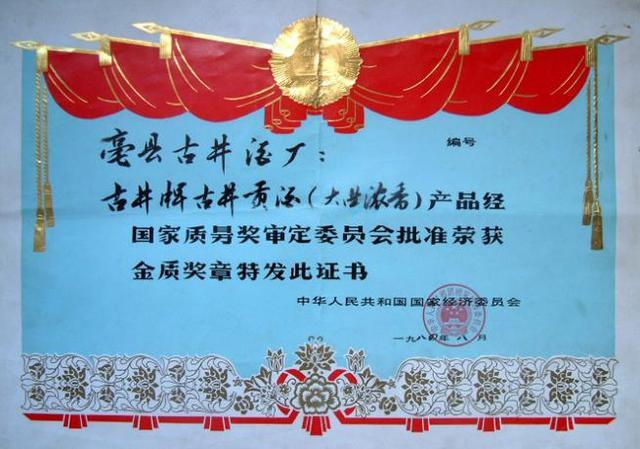 亳县古井酒厂：
编号
古井牌古井贡酒（大曲浓香）产品经
国家质量奖审定委员会批准荣获
金质奖章特发此证书
中华人民共和国国家经济委员会
一九八四年八月